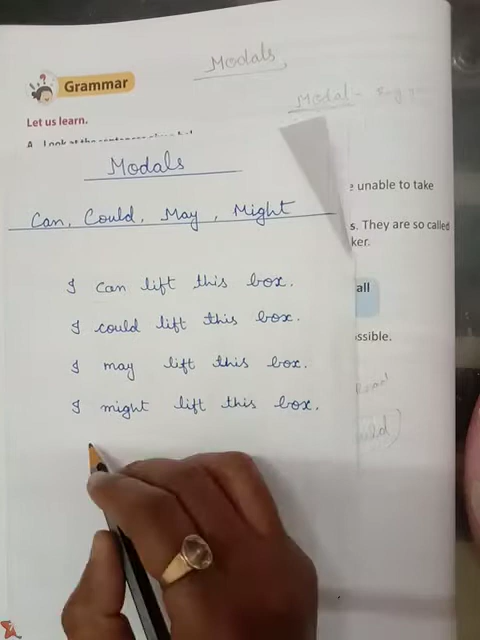 Modals
Grammar
Modal -
Let us learn.
Modals
e unable to take
Can, Could, May, Might
s. They are so called
ker.
I can lift this box.
all
I could lift this box.
ssible.
I may lift this box.
I might lift this box.